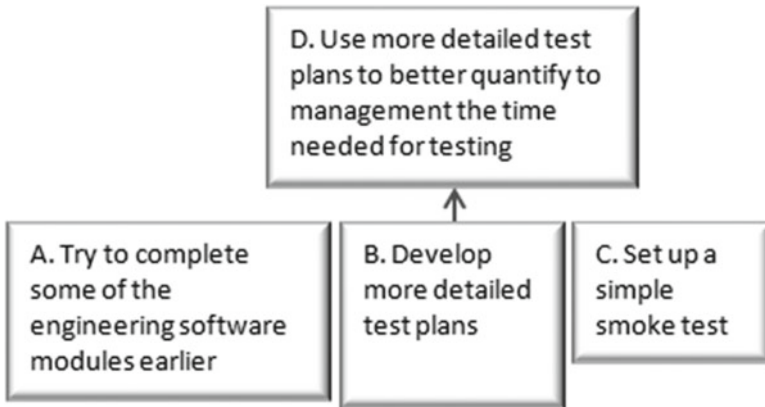 D. Use more detailed test
plans to better quantify to
management the time
needed for testing
A. Try to complete
some of the
engineering software
modules earlier
B. Develop
more detailed
test plans
C. Set up a
simple
smoke test